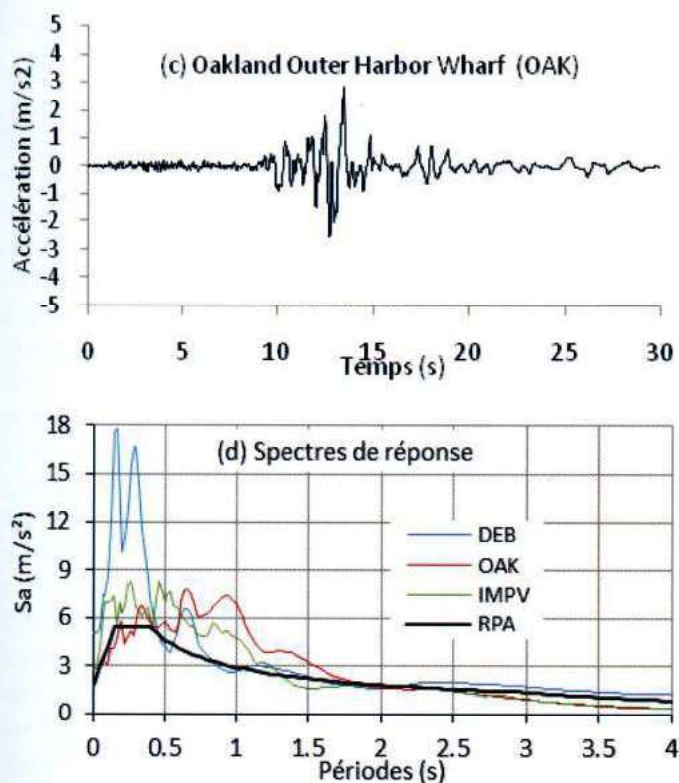 5
4
(c) Oakland Outer Harbor Wharf (OAK)
3
2
1
0
-1
-2
-3
-4
-5
Accélération (m/s2)
0 5 10 15 20 25 30
Temps (s)
18
(d) Spectres de réponse
15
12
9
6
3
0
Sa (m/s²)
DEB
OAK
IMPV
RPA
0 0.5 1 1.5 2 2.5 3 3.5 4
Périodes (s)